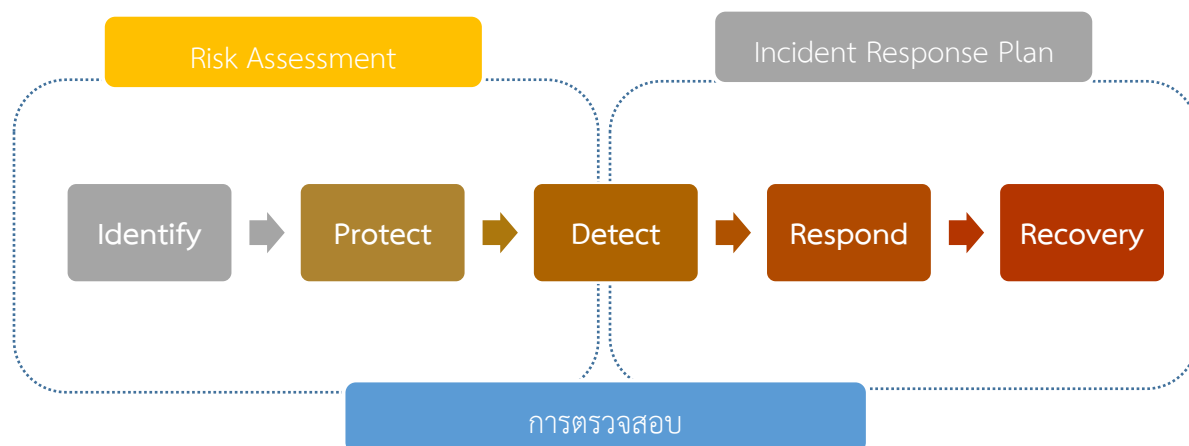 Risk Assessment
Incident Response Plan
Identify
Protect
Detect
Respond
Recovery
การตรวจสอบ